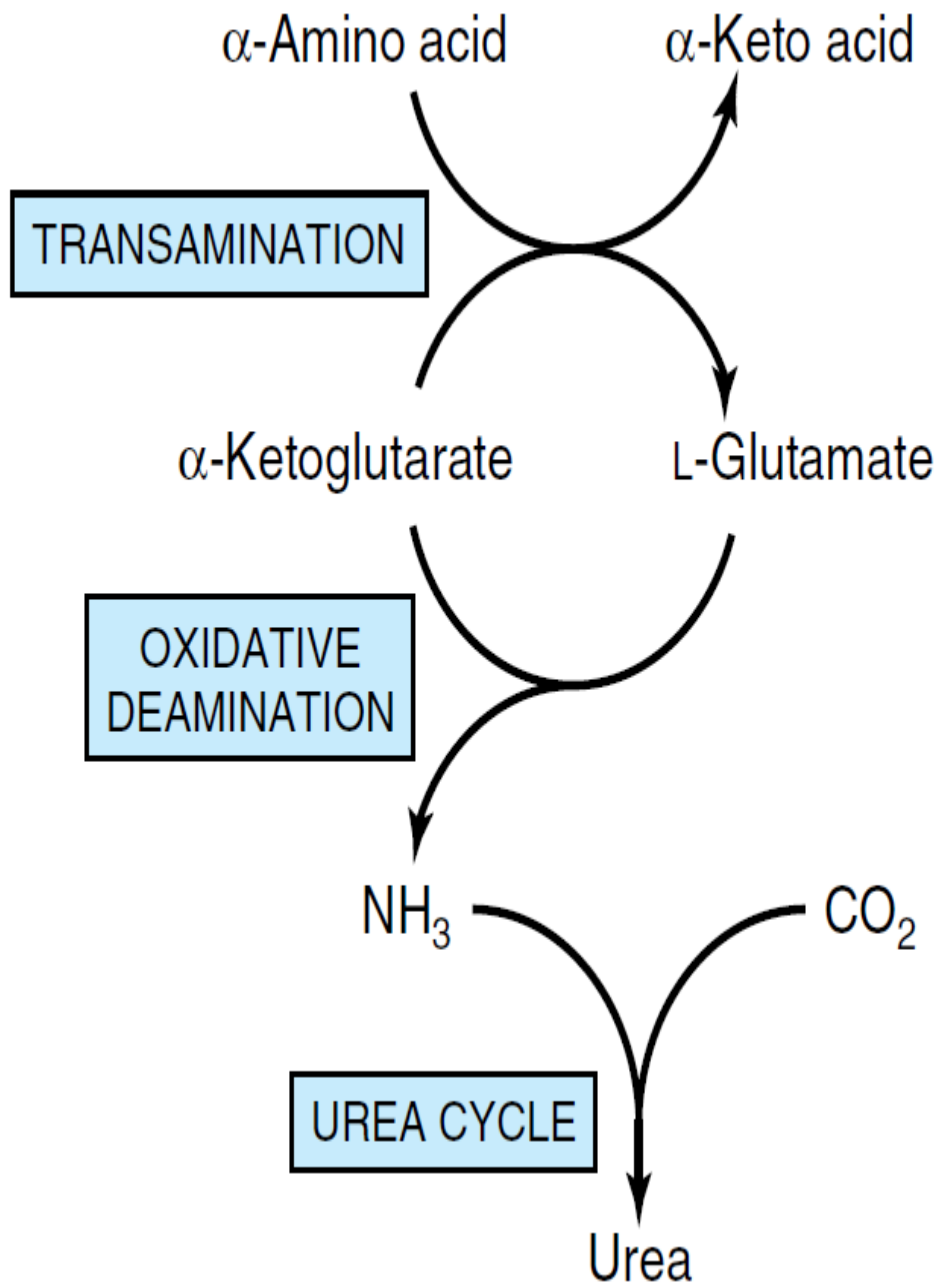 α-Amino acid
α-Keto acid
TRANSAMINATION
α-Ketoglutarate
L-Glutamate
OXIDATIVE
DEAMINATION
NH₃
CO₂
UREA CYCLE
Urea